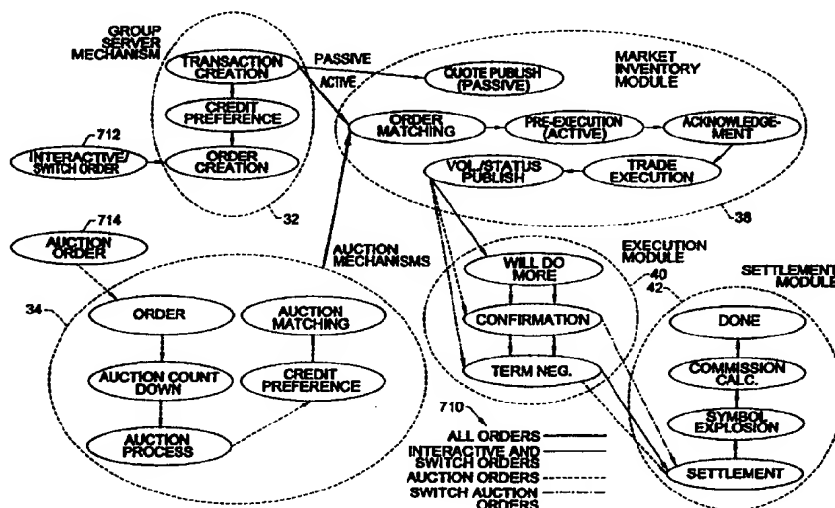 GROUP
SERVER
MECHANISM
TRANSACTION
CREATION
CREDIT
PREFERENCE
ORDER
CREATION
32
712
INTERACTIVE/
SWITCH ORDER
PASSIVE
ACTIVE
QUOTE PUBLISH
(PASSIVE)
MARKET
INVENTORY
MODULE
ORDER
MATCHING
PRE-EXECUTION
(ACTIVE)
ACKNOWLEDGE-
MENT
VOL/STATUS
PUBLISH
TRADE
EXECUTION
38
714
AUCTION
ORDER
AUCTION
MECHANISMS
34
ORDER
AUCTION COUNT
DOWN
AUCTION
PROCESS
AUCTION
MATCHING
CREDIT
PREFERENCE
EXECUTION
MODULE
40
WILL DO
MORE
CONFIRMATION
TERM NEG.
SETTLEMENT
MODULE
42
DONE
COMMISSION
CALC.
SYMBOL
EXPLOSION
SETTLEMENT
710
ALL ORDERS
INTERACTIVE AND
SWITCH ORDERS
AUCTION ORDERS
SWITCH AUCTION
ORDERS